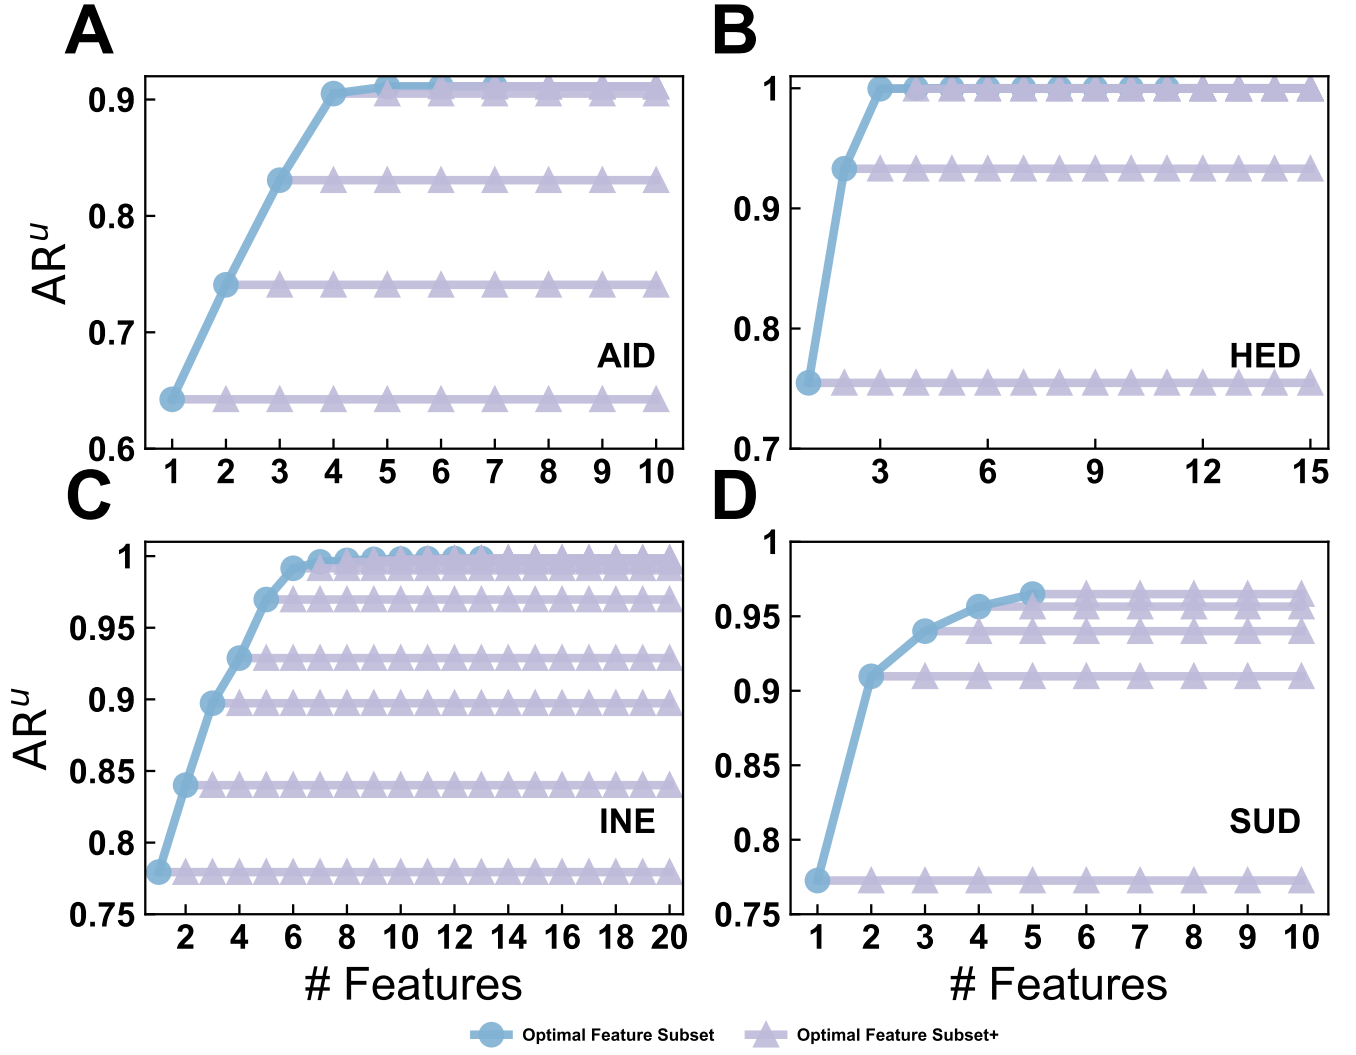 A
B
0.9
0.8
0.7
0.6
AR^u
AID
1 2 3 4 5 6 7 8 9 10
1
0.9
0.8
0.7
HED
3 6 9 12 15
C
D
1
0.95
0.9
0.85
0.8
0.75
AR^u
INE
2 4 6 8 10 12 14 16 18 20
# Features
1
0.95
0.9
0.85
0.8
0.75
SUD
1 2 3 4 5 6 7 8 9 10
# Features
Optimal Feature Subset
Optimal Feature Subset+